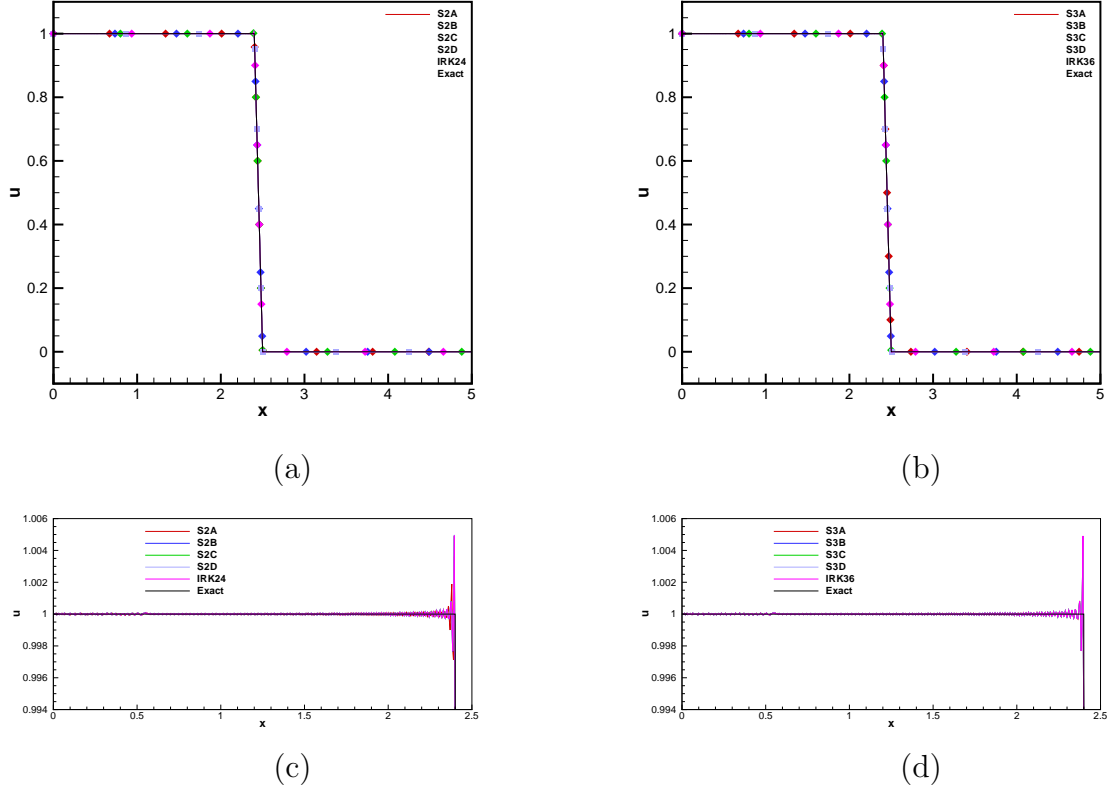 S2A
S2B
S2C
S2D
IRK24
Exact
1
0.8
0.6
0.4
0.2
0
u
0 1 2 3 4 5
x
(a)
S3A
S3B
S3C
S3D
IRK36
Exact
1
0.8
0.6
0.4
0.2
0
u
0 1 2 3 4 5
x
(b)
1.006
1.004
1.002
1
0.998
0.996
0.994
u
S2A
S2B
S2C
S2D
IRK24
Exact
0 0.5 1 1.5 2 2.5
x
(c)
1.006
1.004
1.002
1
0.998
0.996
0.994
u
S3A
S3B
S3C
S3D
IRK36
Exact
0 0.5 1 1.5 2 2.5
x
(d)